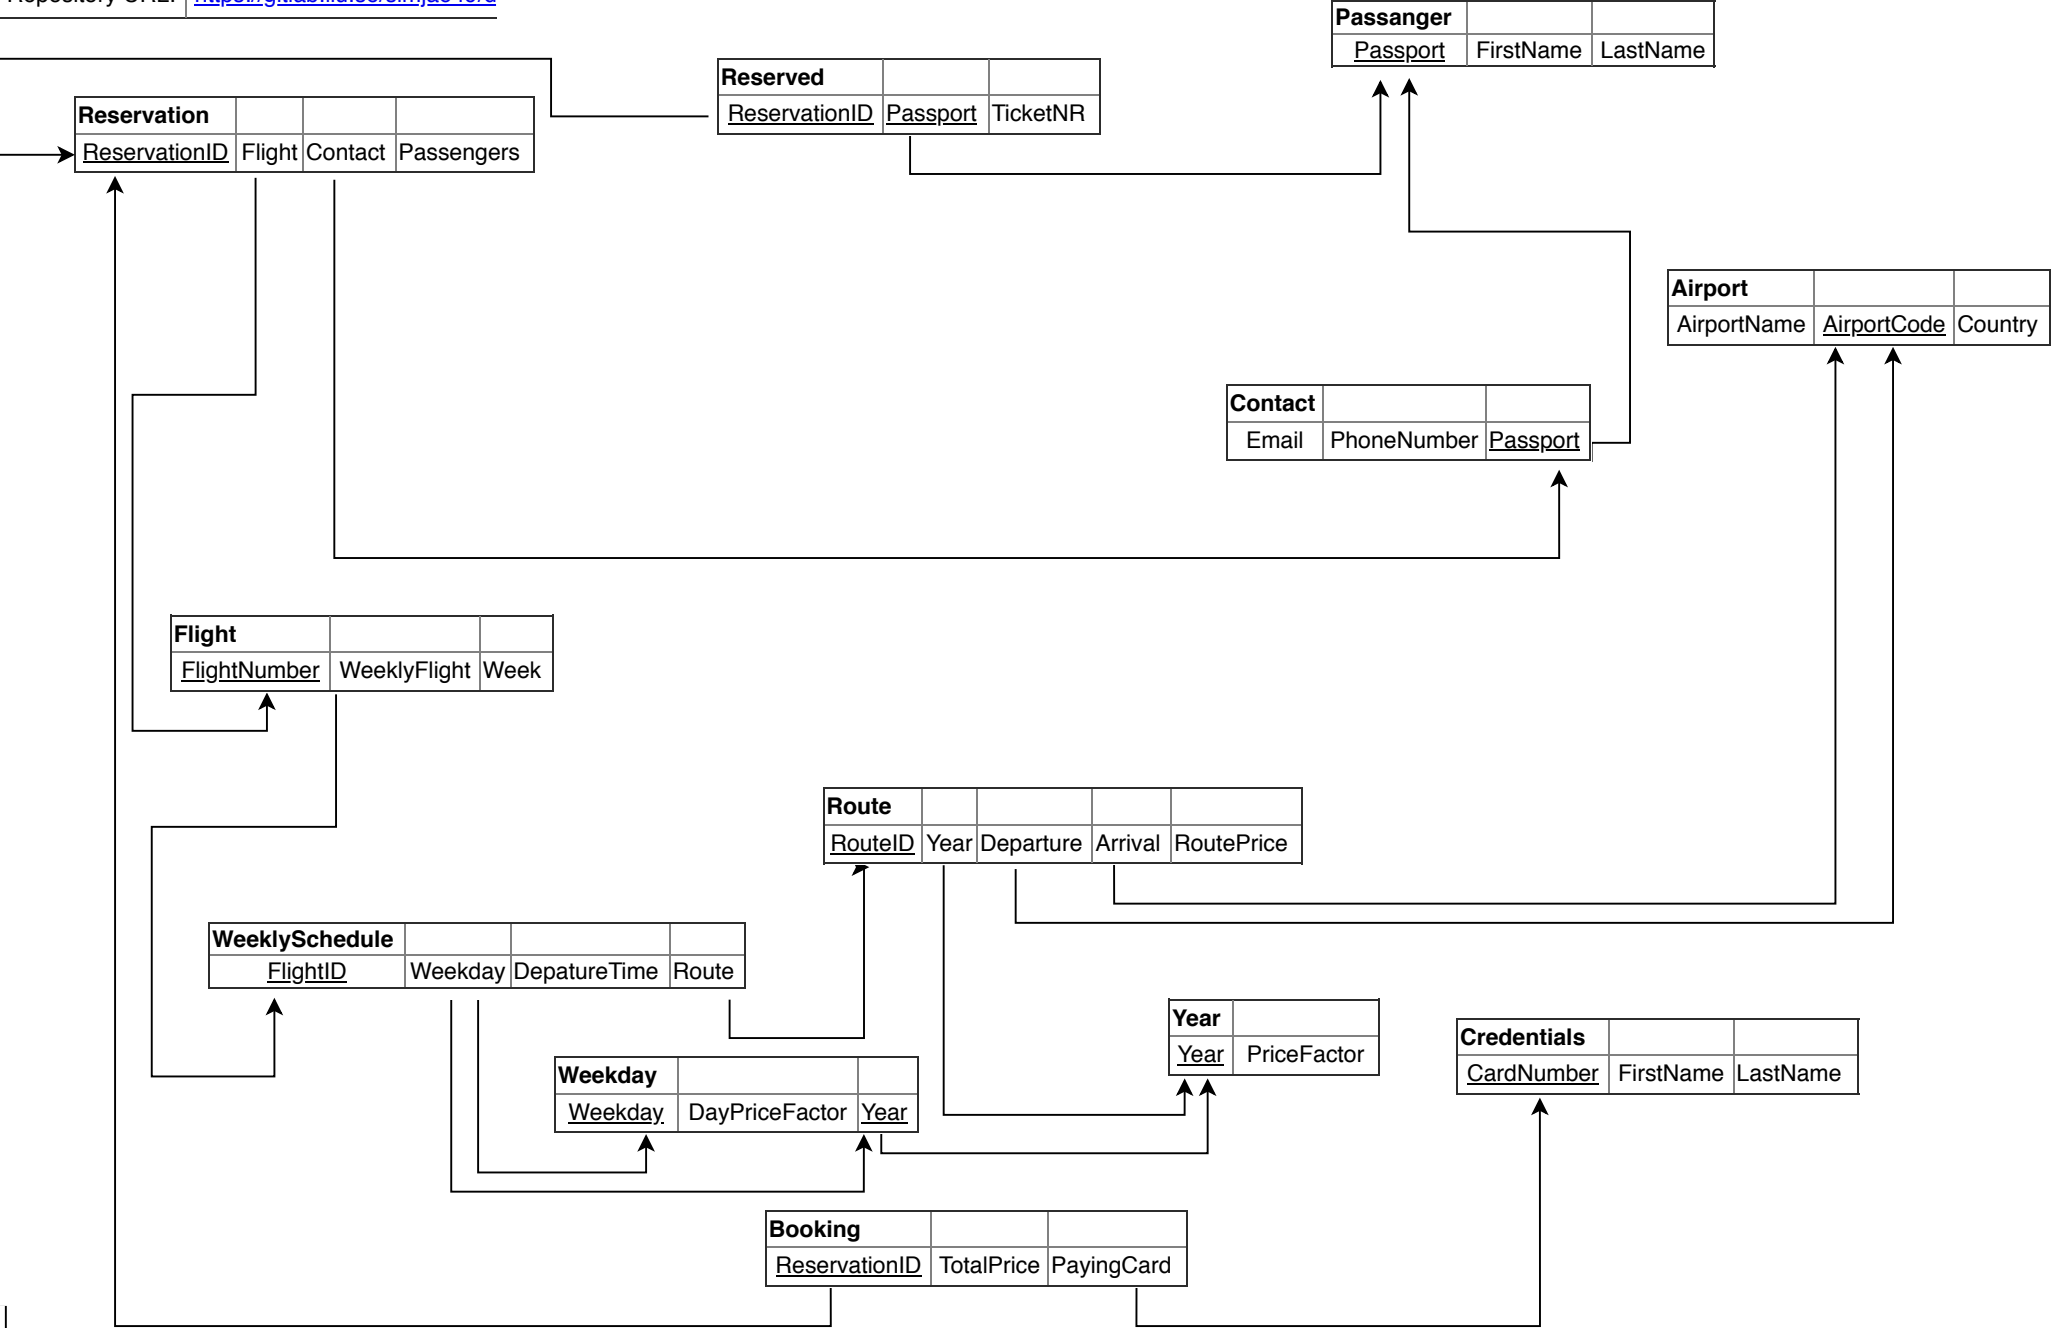 Repository URL:
Passanger
Passport FirstName LastName
Reserved
ReservationID Passport TicketNR
Reservation
ReservationID Flight Contact Passengers
Airport
AirportName AirportCode Country
Contact
Email PhoneNumber Passport
Flight
FlightNumber WeeklyFlight Week
Route
RouteID Year Departure Arrival RoutePrice
WeeklySchedule
FlightID Weekday DepatureTime Route
Year
Year PriceFactor
Credentials
CardNumber FirstName LastName
Weekday
Weekday DayPriceFactor Year
Booking
ReservationID TotalPrice PayingCard